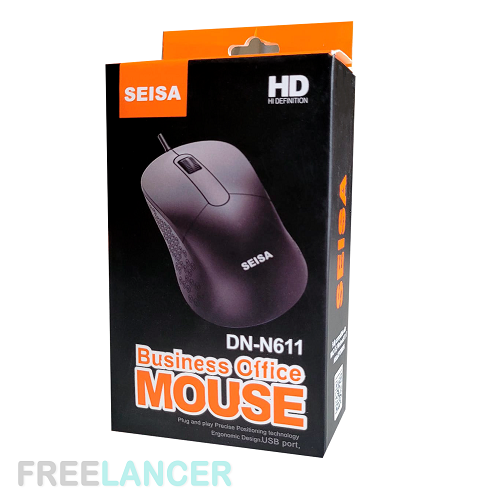 SEISA
HD
HI DEFINITION
SEISA
SEISA
DN-N611
Business Office
MOUSE
Plug and play Precise Positioning technology
Ergonomic Design. USB port,
FREELANCER